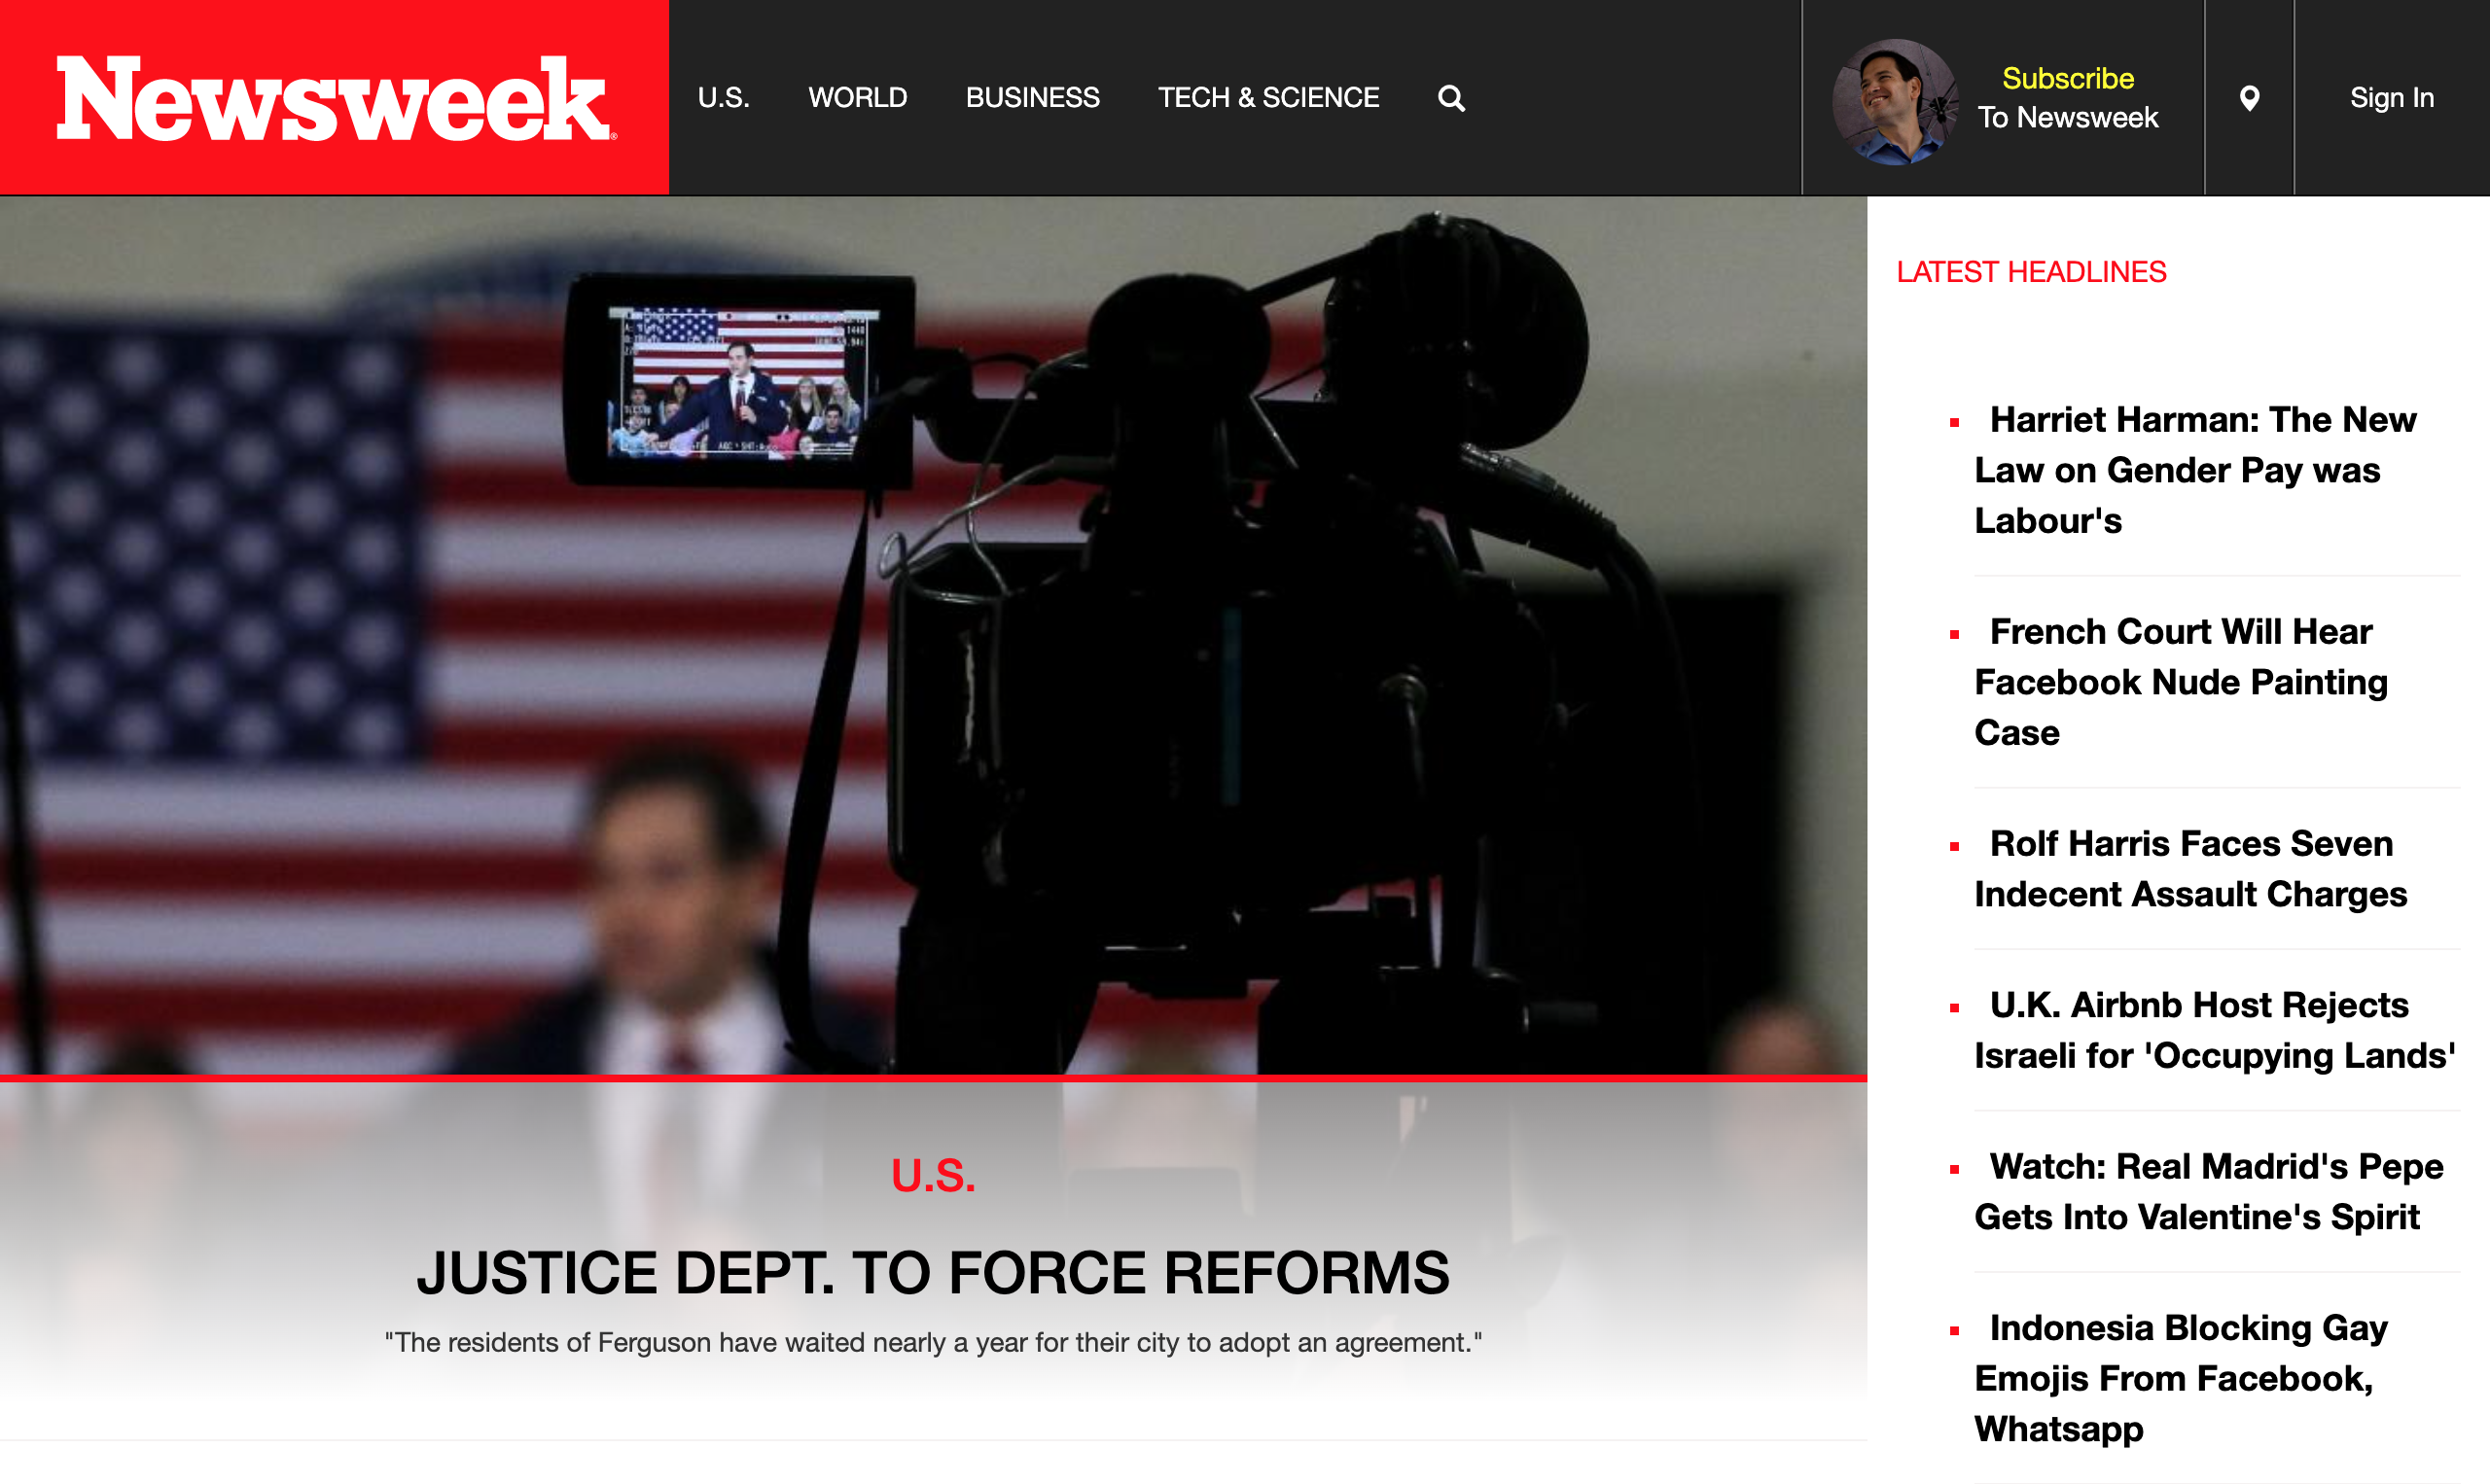 Newsweek®
U.S. WORLD BUSINESS TECH & SCIENCE
Subscribe
To Newsweek
Sign In
LATEST HEADLINES
Harriet Harman: The New
Law on Gender Pay was
Labour's
French Court Will Hear
Facebook Nude Painting
Case
Rolf Harris Faces Seven
Indecent Assault Charges
U.K. Airbnb Host Rejects
Israeli for 'Occupying Lands'
Watch: Real Madrid's Pepe
Gets Into Valentine's Spirit
Indonesia Blocking Gay
Emojis From Facebook,
Whatsapp
U.S.
JUSTICE DEPT. TO FORCE REFORMS
"The residents of Ferguson have waited nearly a year for their city to adopt an agreement."